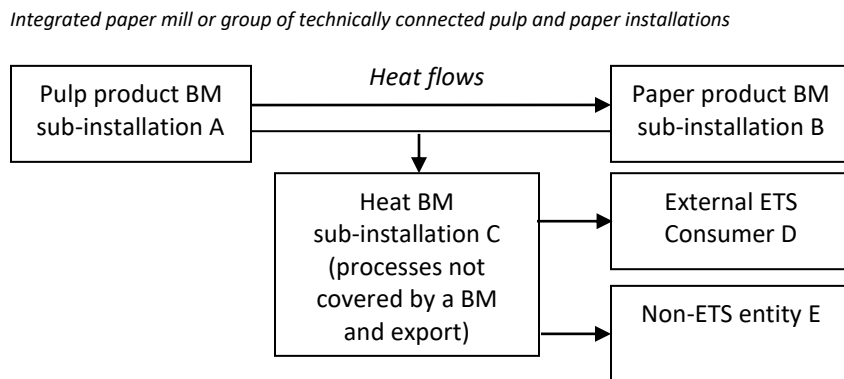 Integrated paper mill or group of technically connected pulp and paper installations
Heat flows
Pulp product BM
sub-installation A
Paper product BM
sub-installation B
Heat BM
sub-installation C
(processes not
covered by a BM
and export)
External ETS
Consumer D
Non-ETS entity E